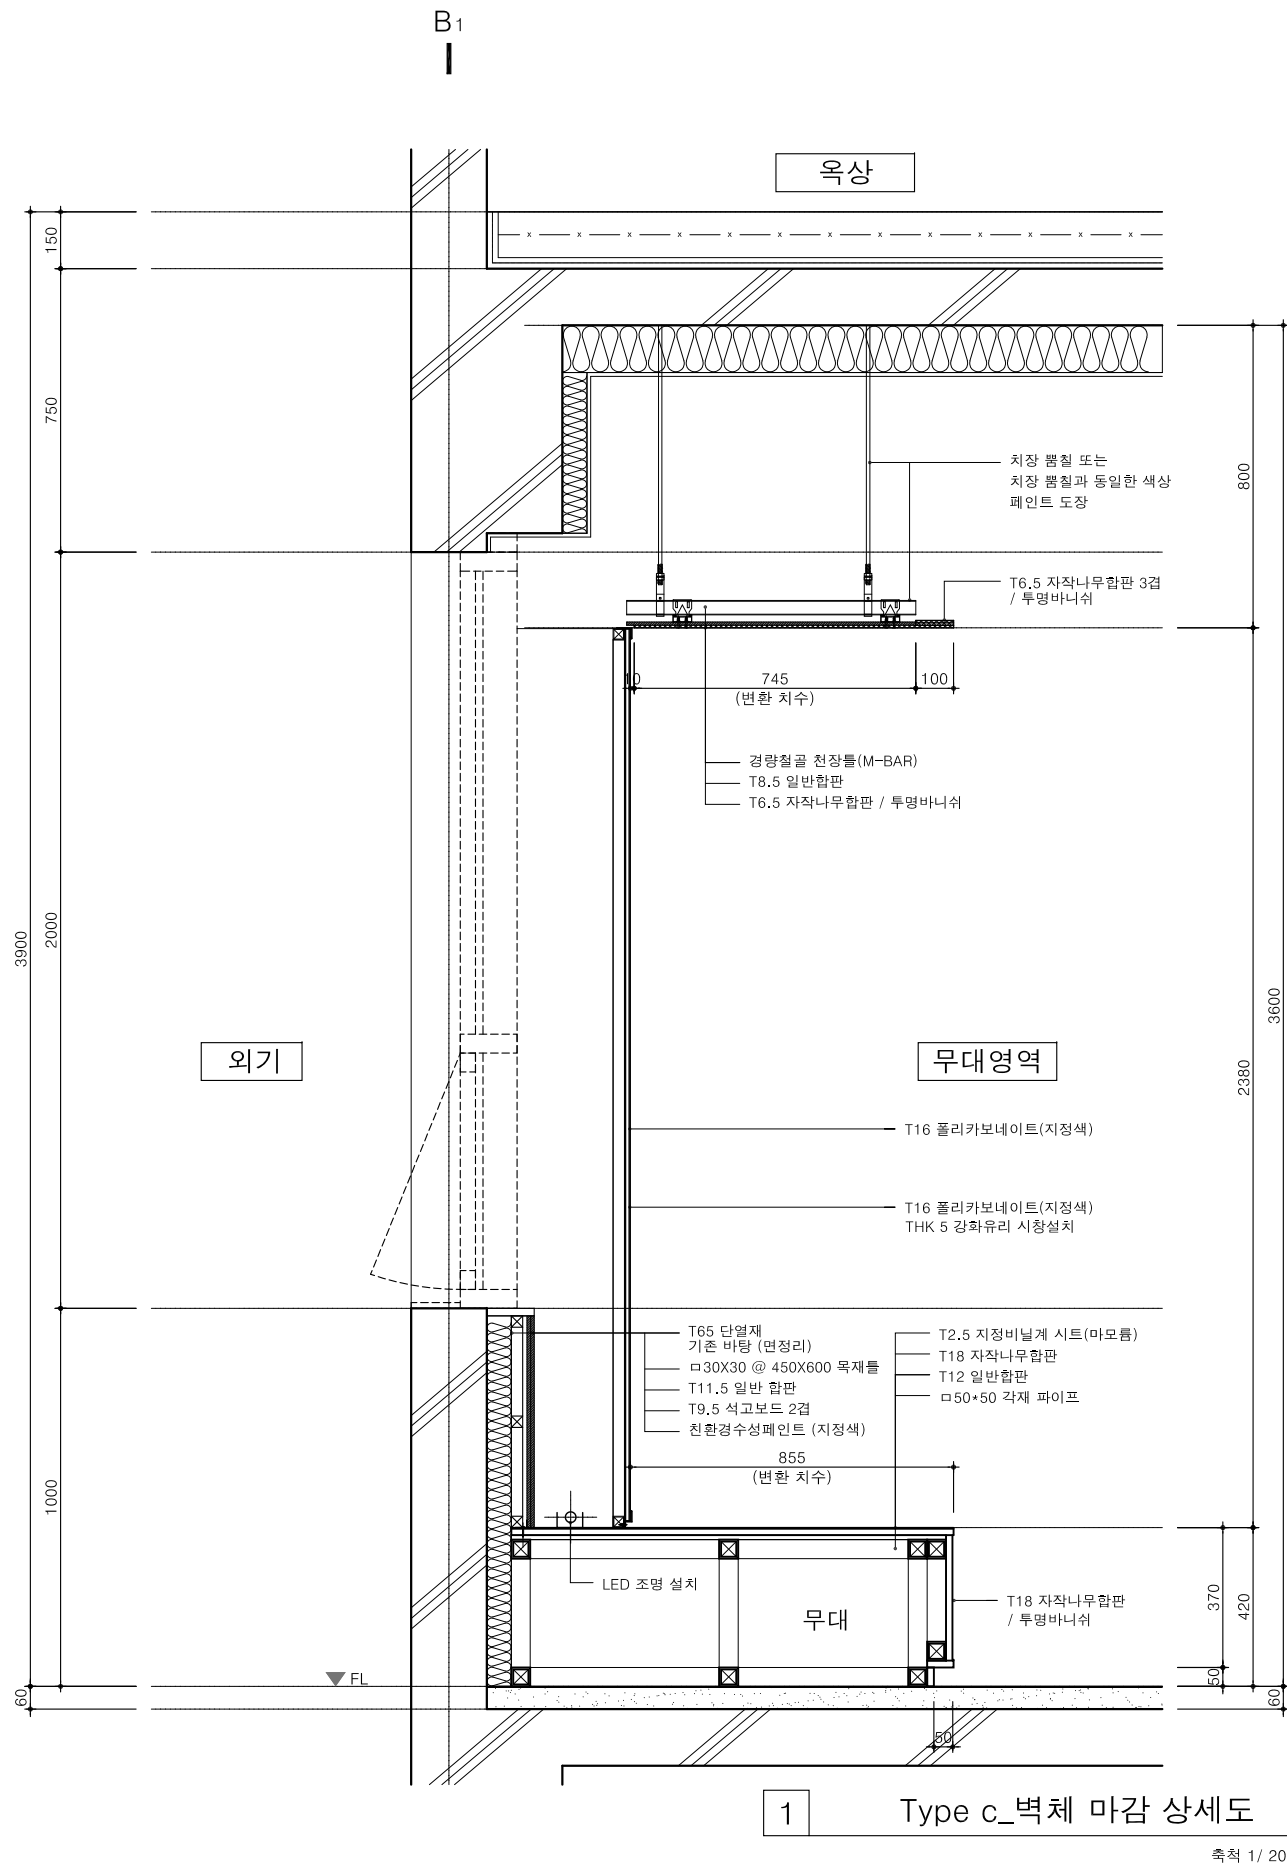 B1
옥상
150
750
치장 뿜칠 또는
치장 뿜칠과 동일한 색상
페인트 도장
800
T6.5 자작나무합판 3겹
/ 투명바니쉬
10
745
100
(변환 치수)
경량철골 천장틀(M-BAR)
T8.5 일반합판
T6.5 자작나무합판 / 투명바니쉬
3900
2000
3600
외기
무대영역
2380
T16 폴리카보네이트(지정색)
T16 폴리카보네이트(지정색)
THK 5 강화유리 시창설치
T65 단열재
기존 바탕 (면정리)
ㅁ30X30 @ 450X600 목재틀
T11.5 일반 합판
T9.5 석고보드 2겹
친환경수성페인트 (지정색)
T2.5 지정비닐계 시트(마모륨)
T18 자작나무합판
T12 일반합판
ㅁ50*50 각재 파이프
855
(변환 치수)
1000
LED 조명 설치
무대
T18 자작나무합판
/ 투명바니쉬
370
420
FL
50
60
60
50
1
Type c_벽체 마감 상세도
축척 1/ 20